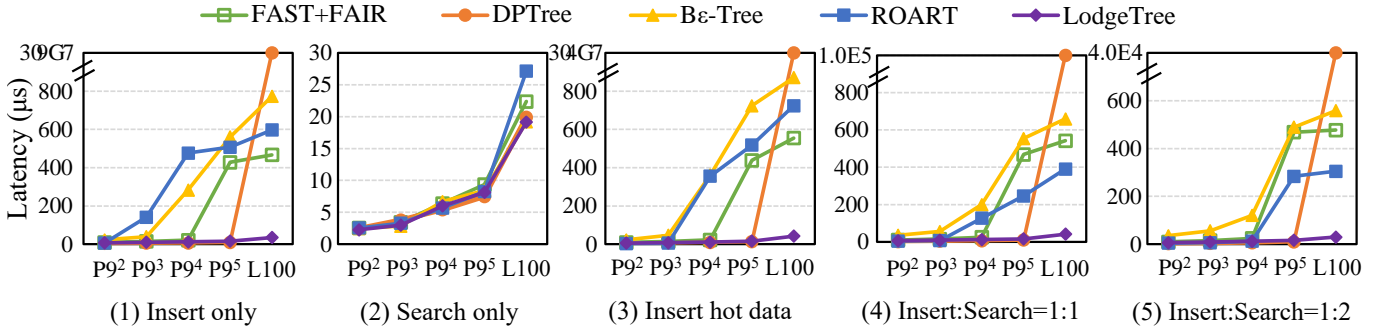 FAST+FAIR DPTree Bε-Tree ROART LodgeTree
Latency (μs)
800
600
400
200
0
P9² P9³ P9⁴ P9⁵ L100
(1) Insert only
30
25
20
15
10
5
0
P9² P9³ P9⁴ P9⁵ L100
(2) Search only
800
600
400
200
0
P9² P9³ P9⁴ P9⁵ L100
(3) Insert hot data
1.0E5
800
600
400
200
0
P9² P9³ P9⁴ P9⁵ L100
(4) Insert:Search=1:1
4.0E4
600
400
200
0
P9² P9³ P9⁴ P9⁵ L100
(5) Insert:Search=1:2